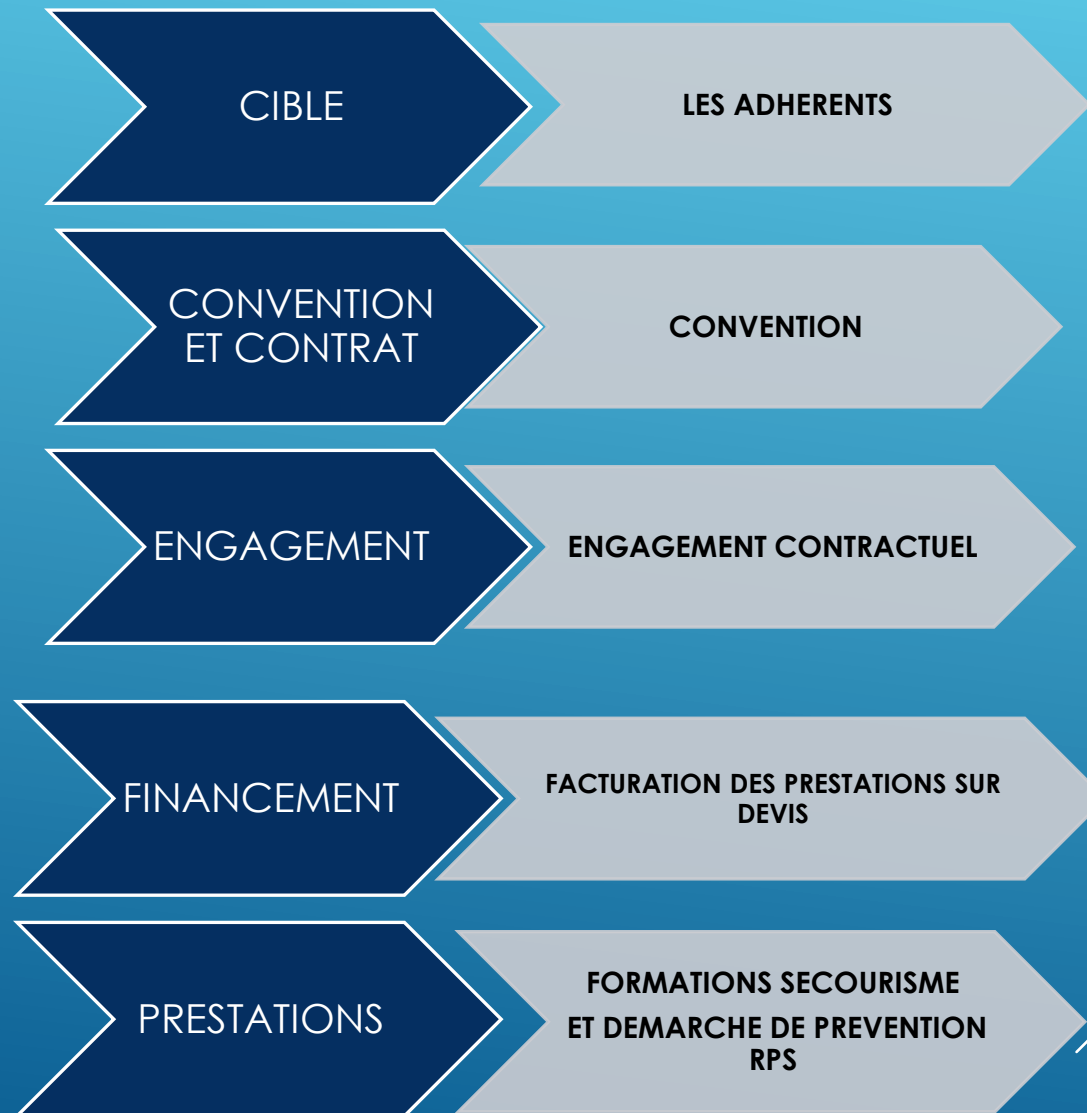 CIBLE
LES ADHERENTS
CONVENTION
ET CONTRAT
CONVENTION
ENGAGEMENT
ENGAGEMENT CONTRACTUEL
FINANCEMENT
FACTURATION DES PRESTATIONS SUR
DEVIS
PRESTATIONS
FORMATIONS SECOURISME
ET DEMARCHE DE PREVENTION
RPS